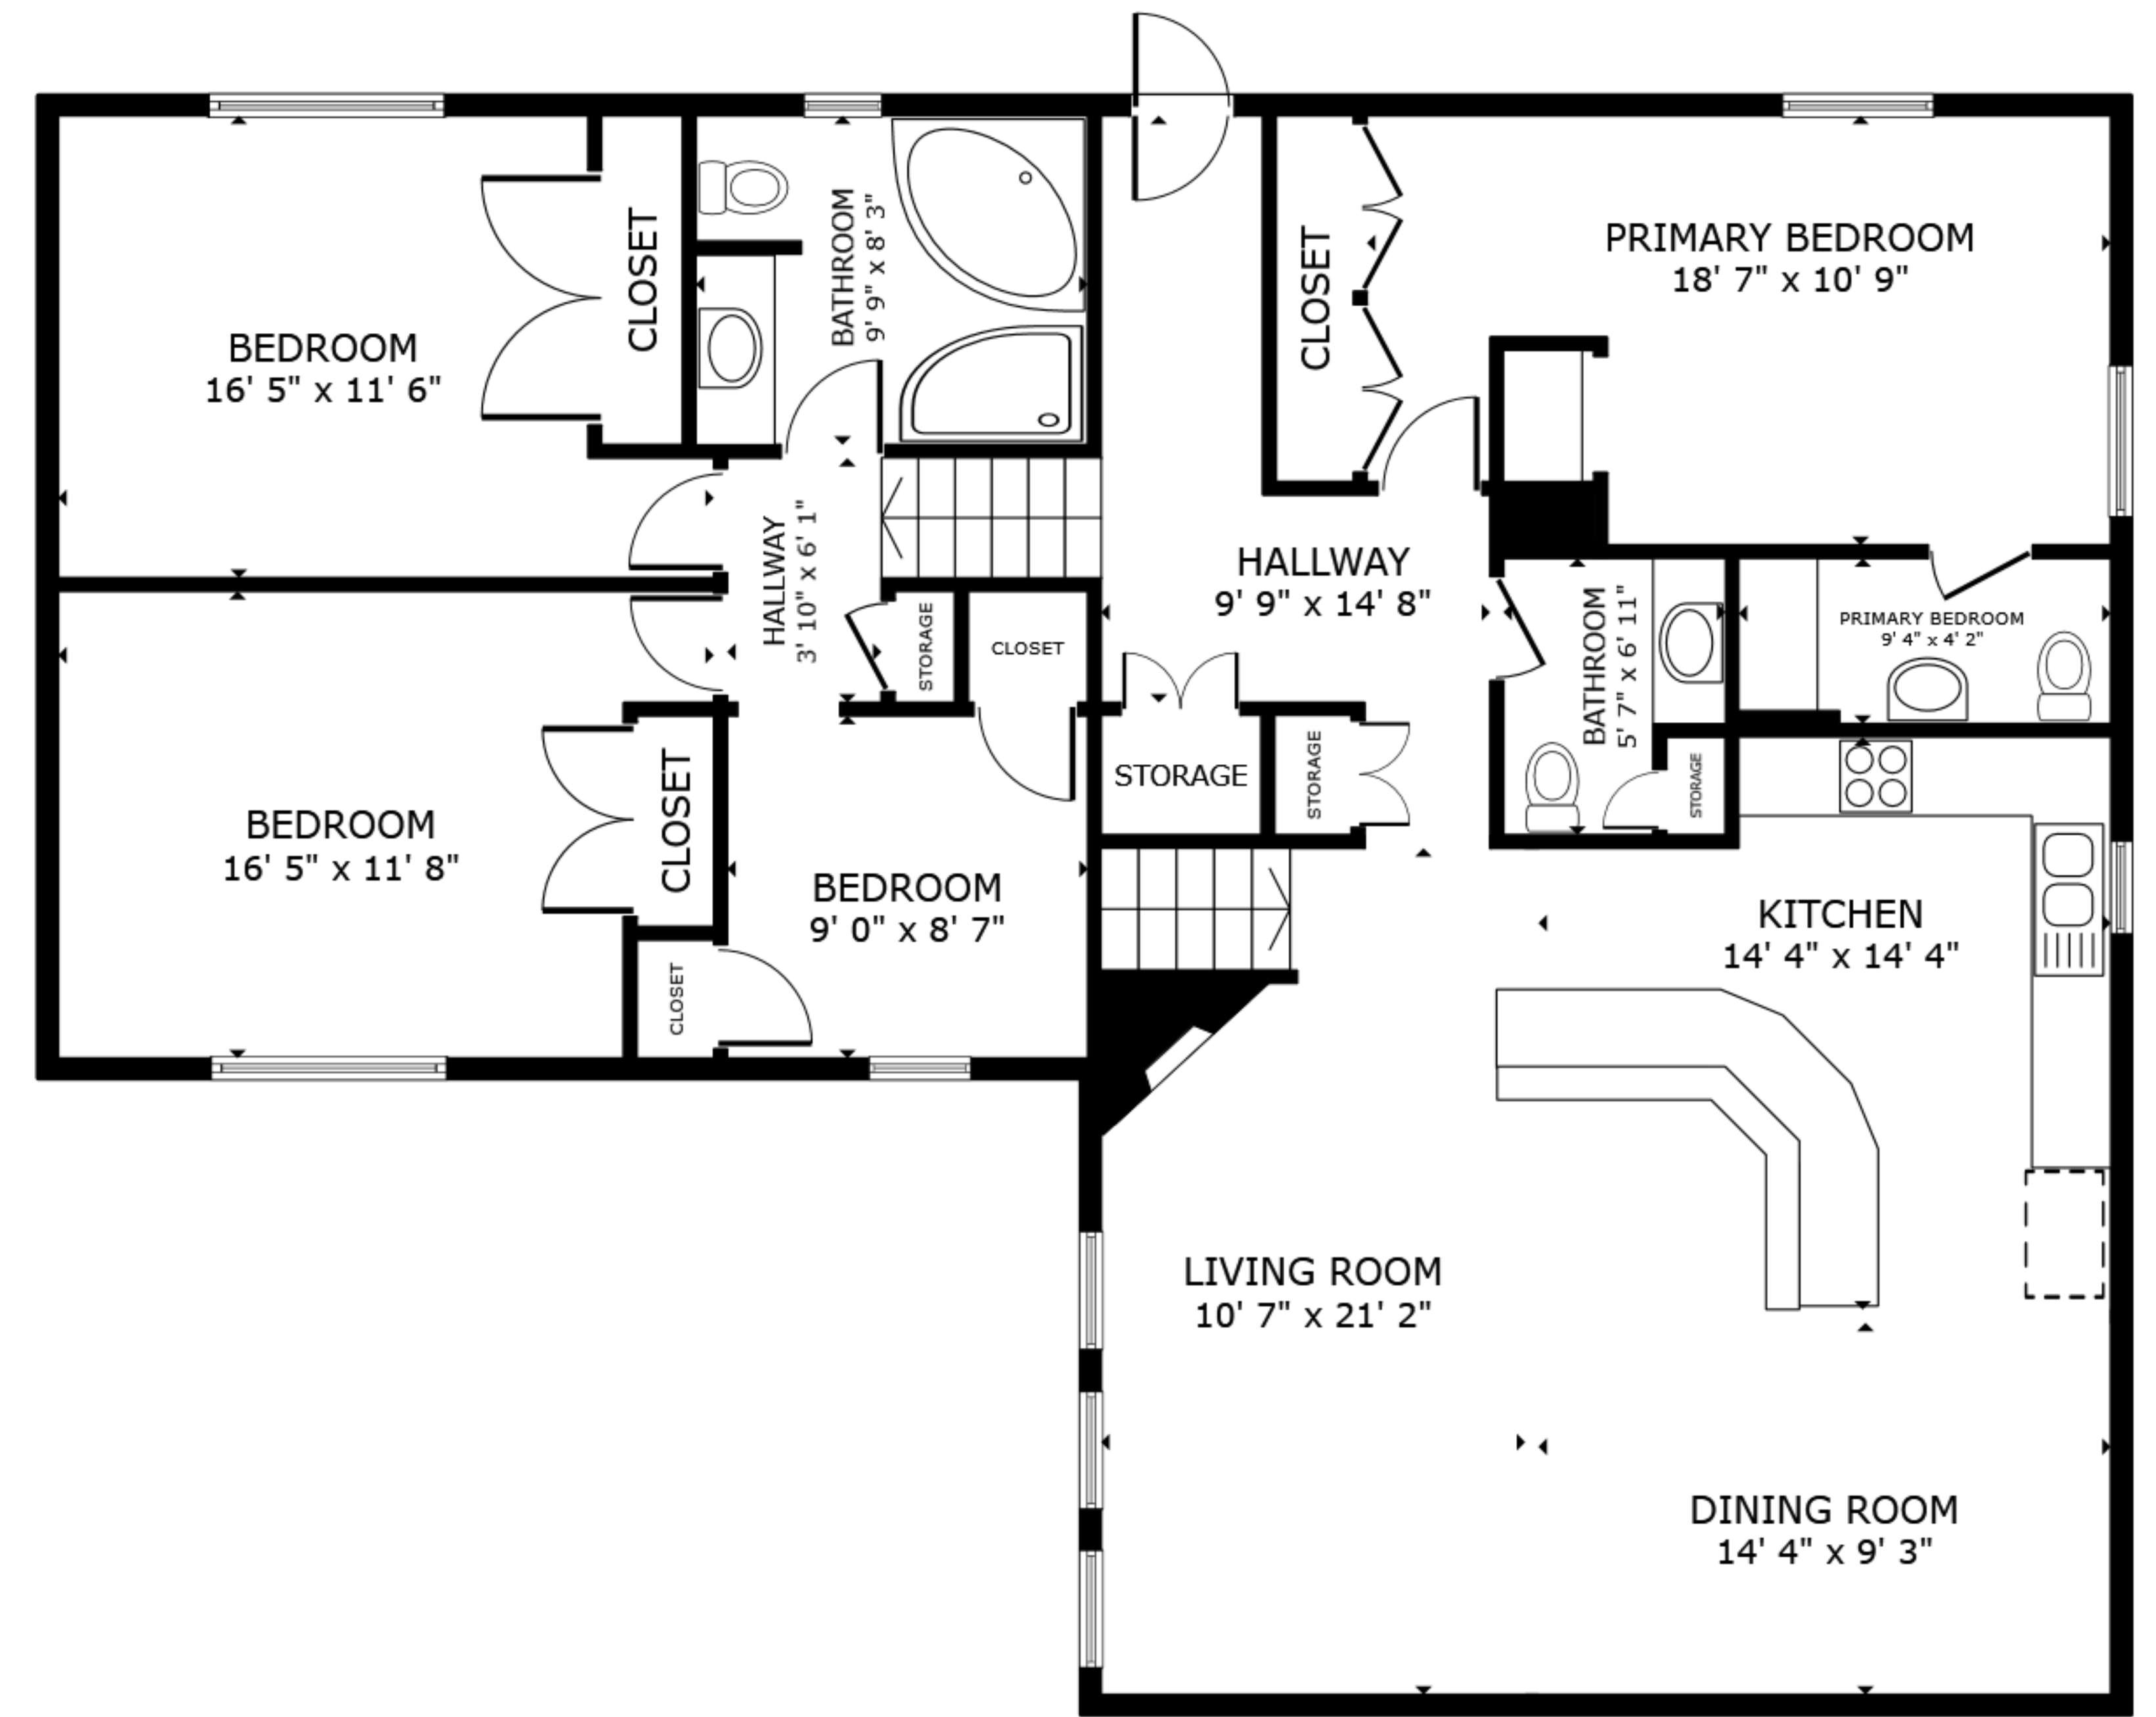 BEDROOM
16' 5" x 11' 6"
CLOSET
BATHROOM
9' 9" x 8' 3"
CLOSET
PRIMARY BEDROOM
18' 7" x 10' 9"
HALLWAY
3' 10" x 6' 1"
STORAGE
CLOSET
HALLWAY
9' 9" x 14' 8"
BATHROOM
5' 7" x 6' 11"
PRIMARY BEDROOM
9' 4" x 4' 2"
BEDROOM
16' 5" x 11' 8"
CLOSET
CLOSET
BEDROOM
9' 0" x 8' 7"
STORAGE
STORAGE
STORAGE
KITCHEN
14' 4" x 14' 4"
LIVING ROOM
10' 7" x 21' 2"
DINING ROOM
14' 4" x 9' 3"